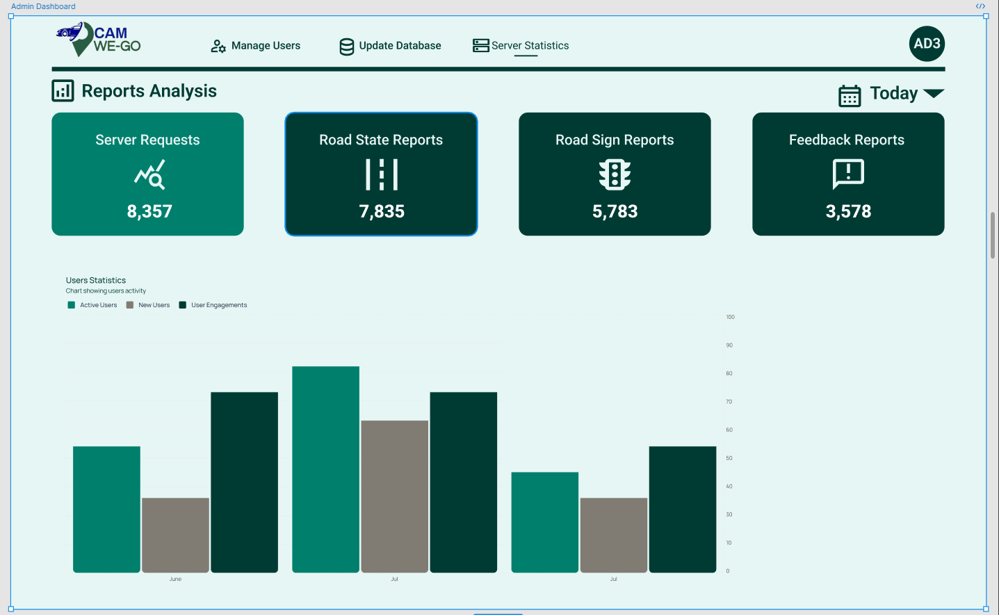 Admin Dashboard
CAM
WE-GO
Manage Users
Update Database
Server Statistics
AD3
Reports Analysis
Today
Server Requests
8,357
Road State Reports
7,835
Road Sign Reports
5,783
Feedback Reports
3,578
Users Statistics
Chart showing users activity
Active Users
New Users
User Engagements
100
90
80
70
60
50
40
30
10
0
June
Jul
Jul